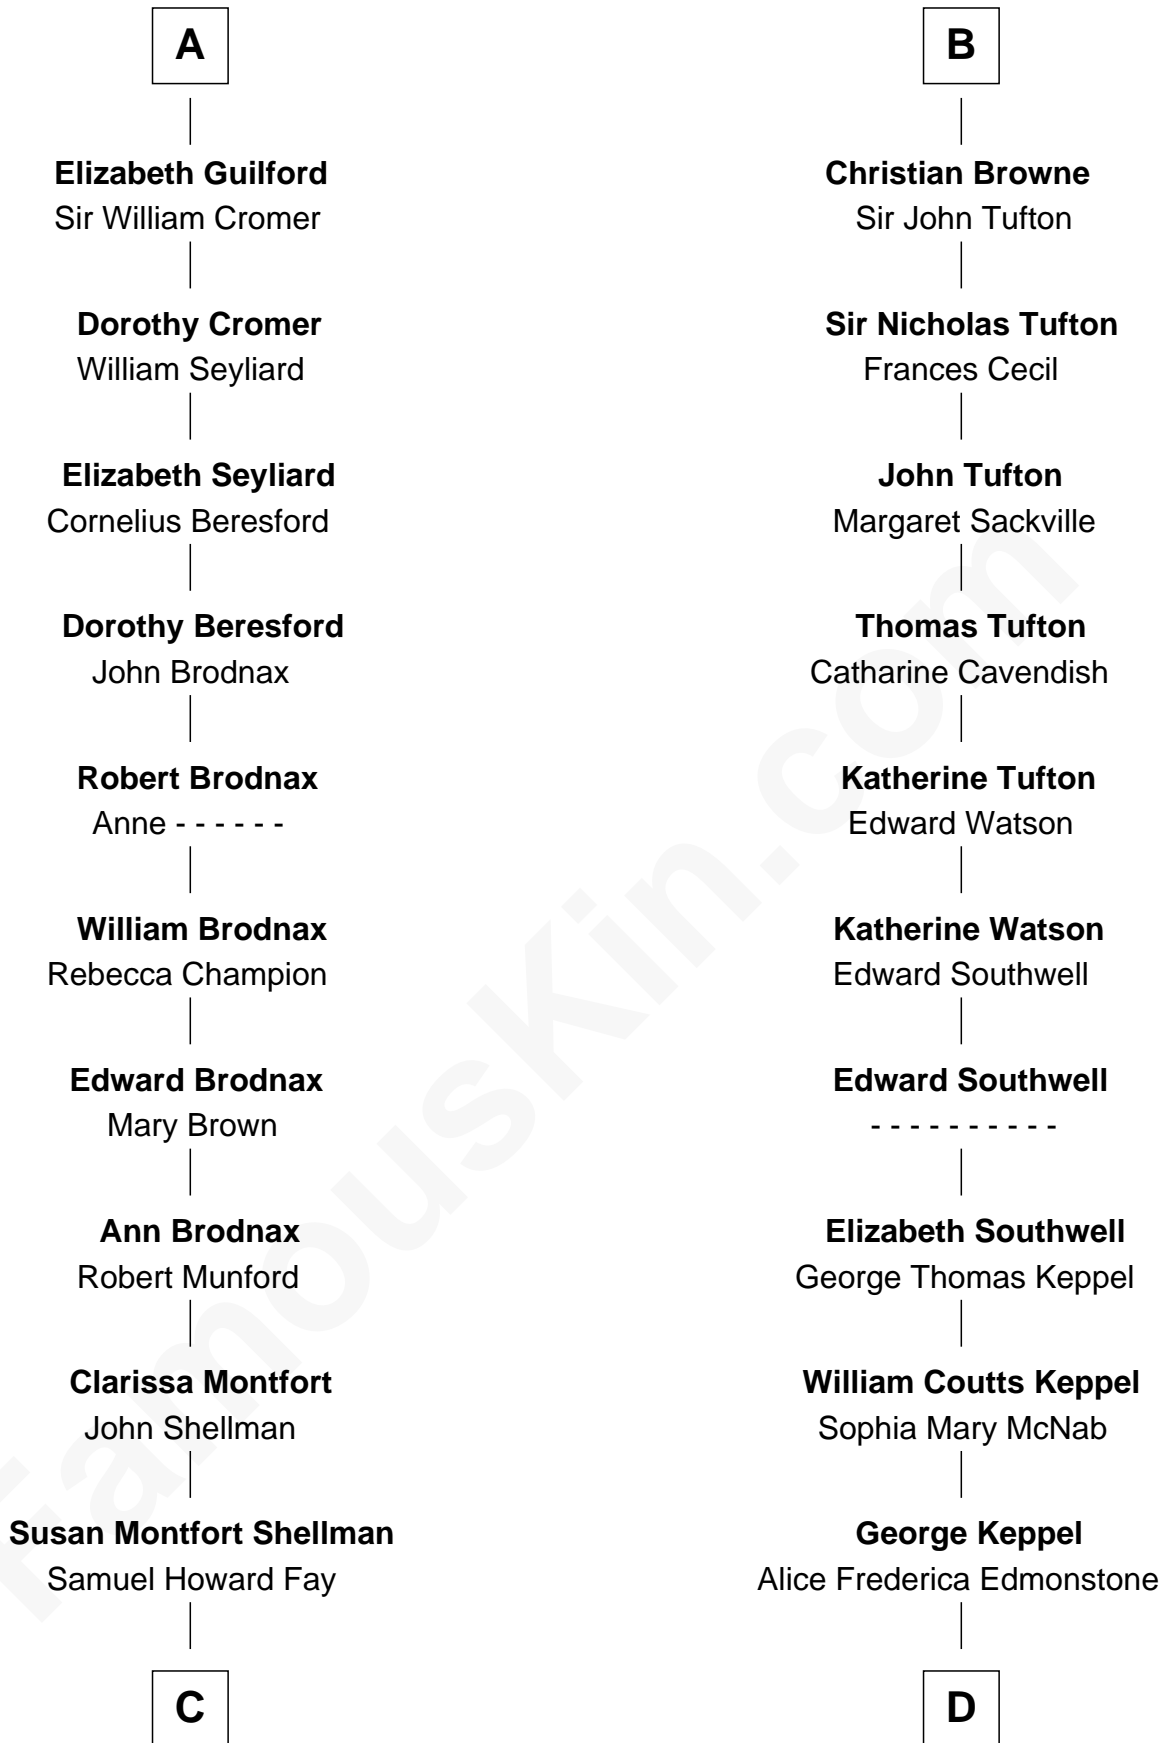 A
Elizabeth Guilford
Sir William Cromer
Dorothy Cromer
William Seyliard
Elizabeth Seyliard
Cornelius Beresford
Dorothy Beresford
John Brodnax
Robert Brodnax
Anne - - - - - -
William Brodnax
Rebecca Champion
Edward Brodnax
Mary Brown
Ann Brodnax
Robert Munford
Clarissa Montfort
John Shellman
Susan Montfort Shellman
Samuel Howard Fay
C
B
Christian Browne
Sir John Tufton
Sir Nicholas Tufton
Frances Cecil
John Tufton
Margaret Sackville
Thomas Tufton
Catharine Cavendish
Katherine Tufton
Edward Watson
Katherine Watson
Edward Southwell
Edward Southwell
- - - - - - - - - -
Elizabeth Southwell
George Thomas Keppel
William Coutts Keppel
Sophia Mary McNab
George Keppel
Alice Frederica Edmonstone
D
FamousKin.com